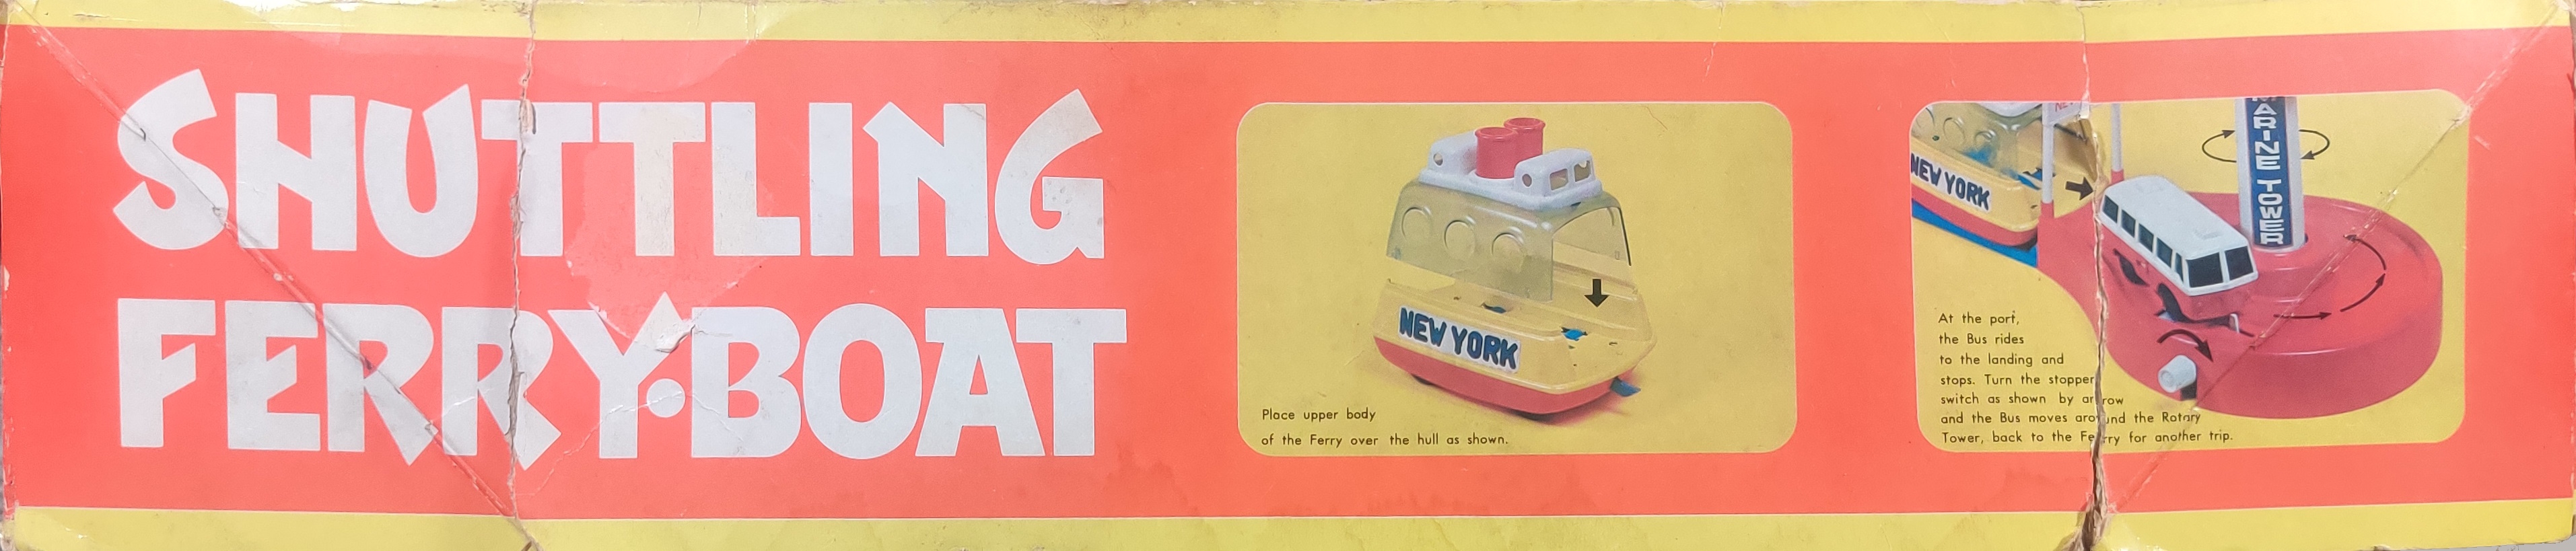 SHUTTLING
FERRY·BOAT
NEW YORK
Place upper body
of the Ferry over the hull as shown.
NEW YORK
MARINE TOWER
At the port,
the Bus rides
to the landing and
stops. Turn the stopper
switch as shown by arrow
and the Bus moves around the Rotary
Tower, back to the Ferry for another trip.